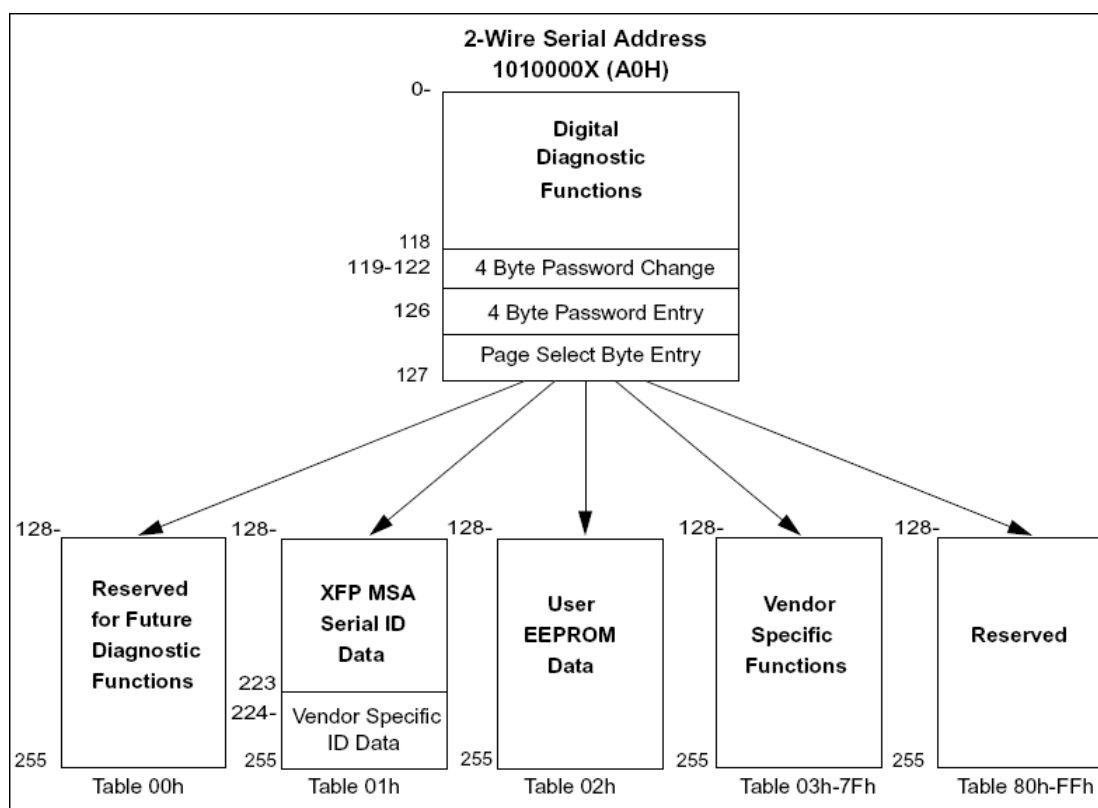 2-Wire Serial Address
1010000X (A0H)
0-
Digital
Diagnostic
Functions
118
119-122
4 Byte Password Change
126
4 Byte Password Entry
Page Select Byte Entry
127
128-
Reserved
for Future
Diagnostic
Functions
255
Table 00h
128-
XFP MSA
Serial ID
Data
223
224-
Vendor Specific
ID Data
255
Table 01h
128-
User
EEPROM
Data
255
Table 02h
128-
Vendor
Specific
Functions
255
Table 03h-7Fh
128-
Reserved
255
Table 80h-FFh